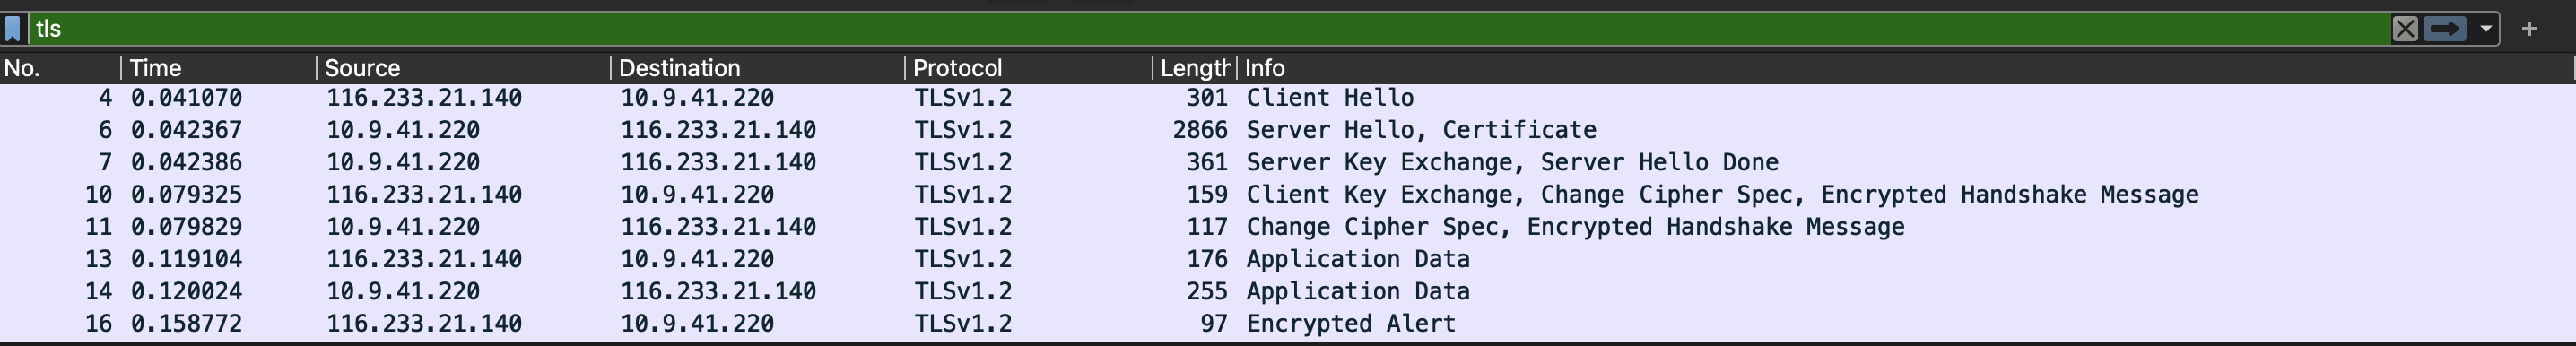 tls
No. Time Source Destination Protocol Length Info
4 0.041070 116.233.21.140 10.9.41.220 TLSv1.2 301 Client Hello
6 0.042367 10.9.41.220 116.233.21.140 TLSv1.2 2866 Server Hello, Certificate
7 0.042386 10.9.41.220 116.233.21.140 TLSv1.2 361 Server Key Exchange, Server Hello Done
10 0.079325 116.233.21.140 10.9.41.220 TLSv1.2 159 Client Key Exchange, Change Cipher Spec, Encrypted Handshake Message
11 0.079829 10.9.41.220 116.233.21.140 TLSv1.2 117 Change Cipher Spec, Encrypted Handshake Message
13 0.119104 116.233.21.140 10.9.41.220 TLSv1.2 176 Application Data
14 0.120024 10.9.41.220 116.233.21.140 TLSv1.2 255 Application Data
16 0.158772 116.233.21.140 10.9.41.220 TLSv1.2 97 Encrypted Alert